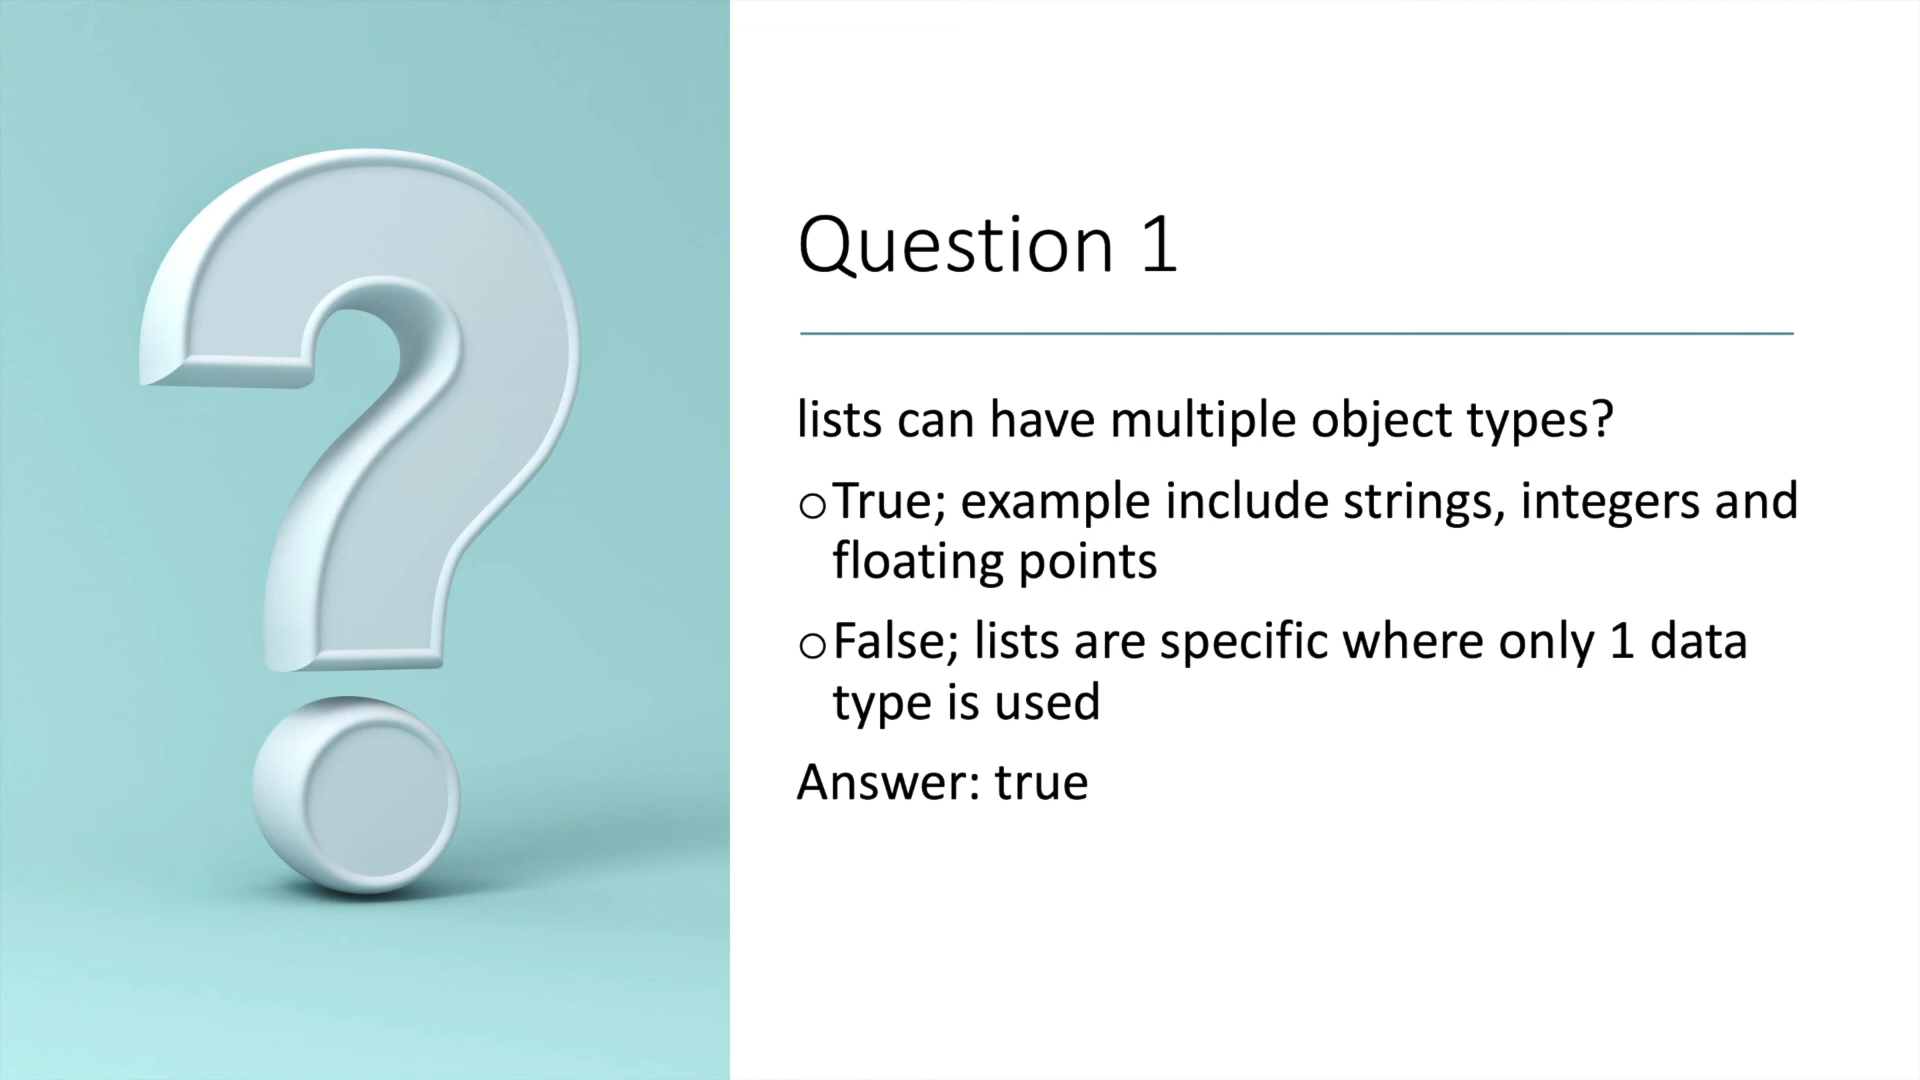 Question 1
lists can have multiple object types?
oTrue; example include strings, integers and
floating points
oFalse; lists are specific where only 1 data
type is used
Answer: true